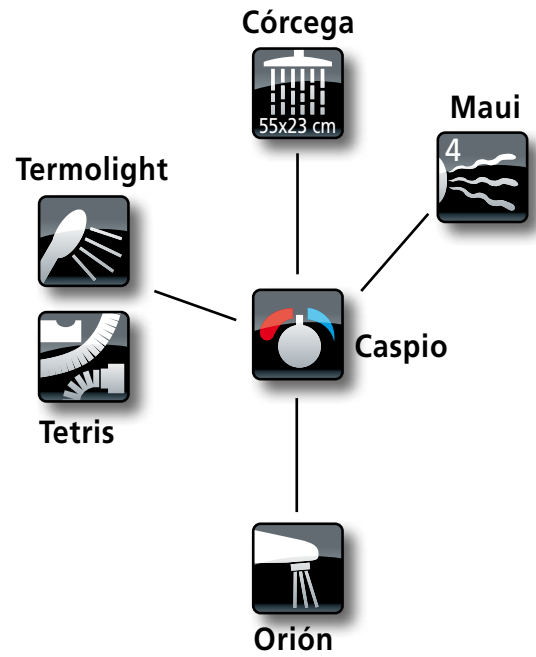 Córcega
55x23 cm
Maui
4
Termolight
Caspio
Tetris
Orión